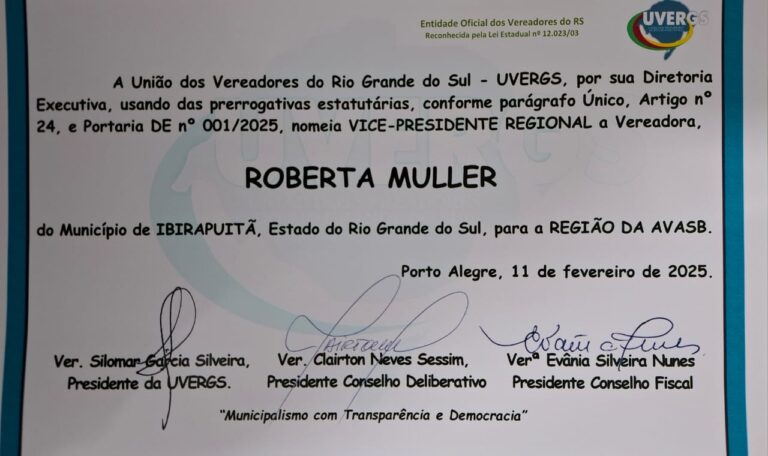 Entidade Oficial dos Vereadores do RS
Reconhecida pela Lei Estadual nº 12.023/03
UVERGS
A União dos Vereadores do Rio Grande do Sul - UVERGS, por sua Diretoria
Executiva, usando das prerrogativas estatutárias, conforme parágrafo Único, Artigo nº
24, e Portaria DE nº 001/2025, nomeia VICE-PRESIDENTE REGIONAL a Vereadora,
ROBERTA MULLER
do Município de IBIRAPUITÃ, Estado do Rio Grande do Sul, para a REGIÃO DA AVASB.
Porto Alegre, 11 de fevereiro de 2025.
Ver. Silomar Garcia Silveira, Ver. Clairton Neves Sessim, Verª Evânia Silveira Nunes
Presidente da UVERGS. Presidente Conselho Deliberativo Presidente Conselho Fiscal
"Municipalismo com Transparência e Democracia"